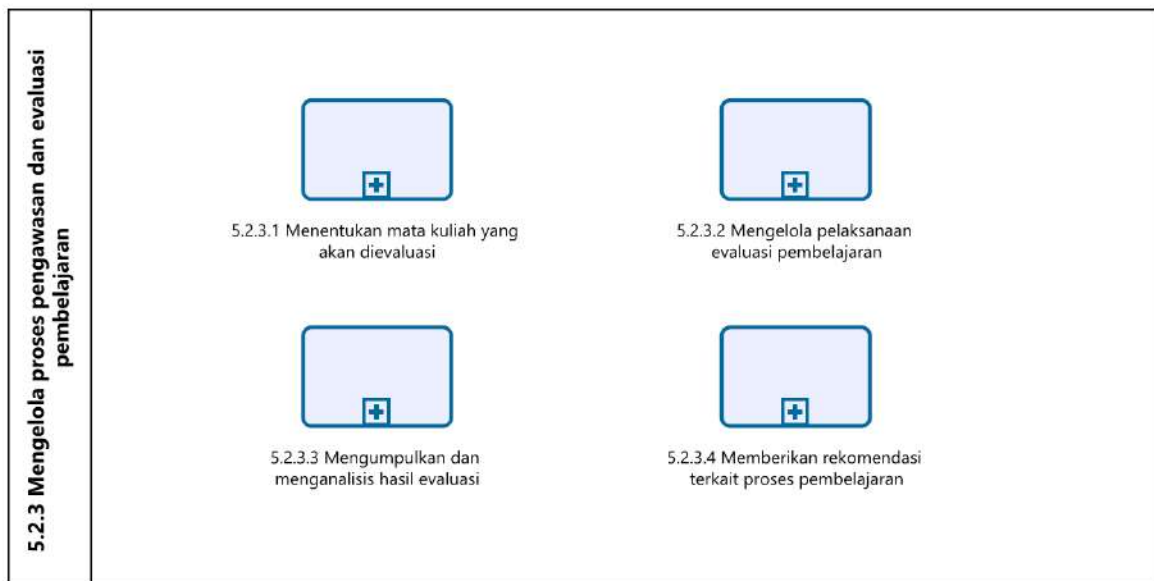 5.2.3 Mengelola proses pengawasan dan evaluasi
pembelajaran
5.2.3.1 Menentukan mata kuliah yang
akan dievaluasi
5.2.3.2 Mengelola pelaksanaan
evaluasi pembelajaran
5.2.3.3 Mengumpulkan dan
menganalisis hasil evaluasi
5.2.3.4 Memberikan rekomendasi
terkait proses pembelajaran